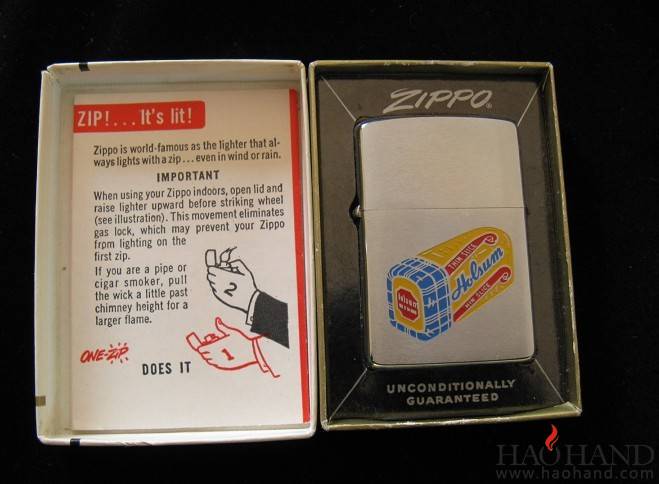 ZIP!...It's lit!
Zippo is world-famous as the lighter that al-
ways lights with a zip...even in wind or rain.
IMPORTANT
When using your Zippo indoors, open lid and
raise lighter upward before striking wheel
(see illustration). This movement eliminates
gas lock, which may prevent your Zippo
from lighting on the
first zip.
If you are a pipe or
cigar smoker, pull
the wick a little past
chimney height for a
larger flame.
2
1
ONE-ZIP
DOES IT
ZIPPO®
THIN SLICE
Holsum
THIN SLICE
Holsum
UNCONDITIONALLY
GUARANTEED
HAOHAND
www.haohand.com